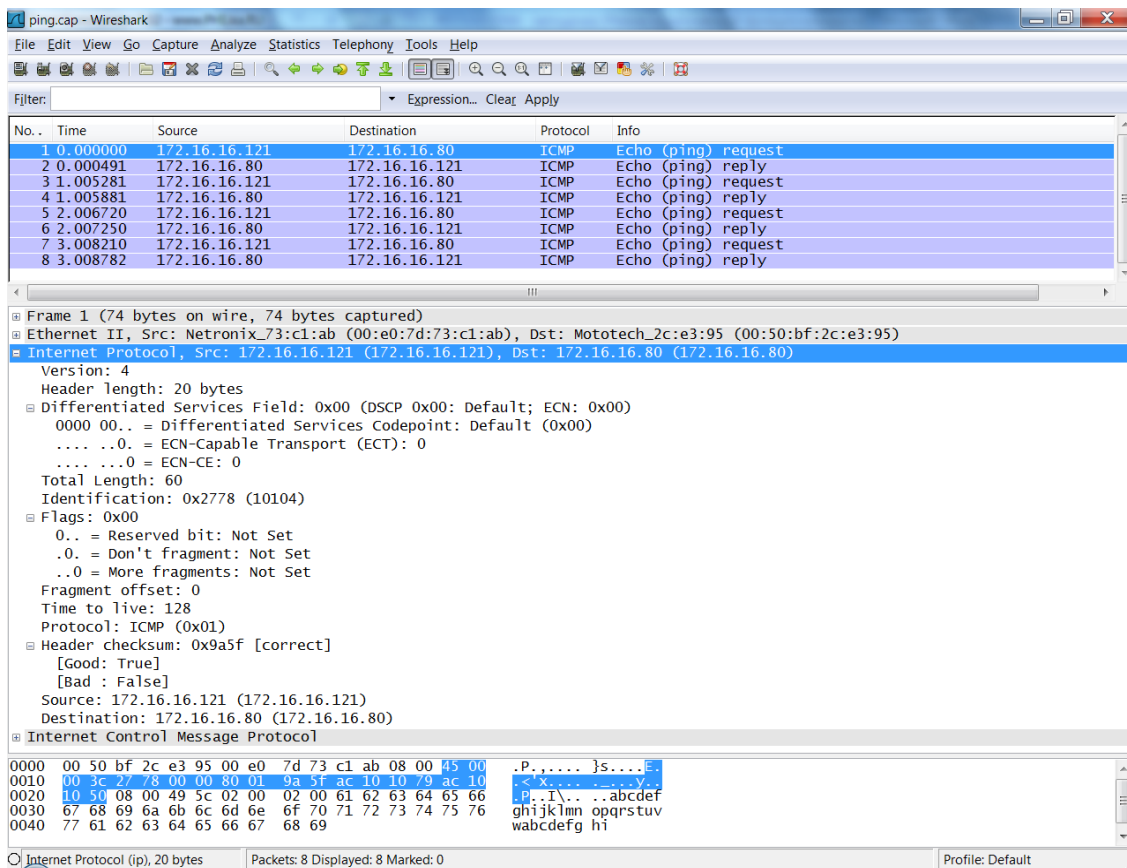 ping.cap - Wireshark
File Edit View Go Capture Analyze Statistics Telephony Tools Help
Filter: Expression... Clear Apply
No. . Time Source Destination Protocol Info
1 0.000000 172.16.16.121 172.16.16.80 ICMP Echo (ping) request
2 0.000491 172.16.16.80 172.16.16.121 ICMP Echo (ping) reply
3 1.005281 172.16.16.121 172.16.16.80 ICMP Echo (ping) request
4 1.005881 172.16.16.80 172.16.16.121 ICMP Echo (ping) reply
5 2.006720 172.16.16.121 172.16.16.80 ICMP Echo (ping) request
6 2.007250 172.16.16.80 172.16.16.121 ICMP Echo (ping) reply
7 3.008210 172.16.16.121 172.16.16.80 ICMP Echo (ping) request
8 3.008782 172.16.16.80 172.16.16.121 ICMP Echo (ping) reply
Frame 1 (74 bytes on wire, 74 bytes captured)
Ethernet II, Src: Netronix_73:c1:ab (00:e0:7d:73:c1:ab), Dst: Mototech_2c:e3:95 (00:50:bf:2c:e3:95)
Internet Protocol, Src: 172.16.16.121 (172.16.16.121), Dst: 172.16.16.80 (172.16.16.80)
Version: 4
Header length: 20 bytes
Differentiated Services Field: 0x00 (DSCP 0x00: Default; ECN: 0x00)
0000 00.. = Differentiated Services Codepoint: Default (0x00)
.... ..0. = ECN-Capable Transport (ECT): 0
.... ...0 = ECN-CE: 0
Total Length: 60
Identification: 0x2778 (10104)
Flags: 0x00
0.. = Reserved bit: Not Set
.0. = Don't fragment: Not Set
..0 = More fragments: Not Set
Fragment offset: 0
Time to live: 128
Protocol: ICMP (0x01)
Header checksum: 0x9a5f [correct]
[Good: True]
[Bad : False]
Source: 172.16.16.121 (172.16.16.121)
Destination: 172.16.16.80 (172.16.16.80)
Internet Control Message Protocol
0000 00 50 bf 2c e3 95 00 e0 7d 73 c1 ab 08 00 45 00 .P.,.... }s....E.
0010 00 3c 27 78 00 00 80 01 9a 5f ac 10 10 79 ac 10 .<'x.... ._...y..
0020 10 50 08 00 49 5c 02 00 02 00 61 62 63 64 65 66 .P..I\.. ..abcdef
0030 67 68 69 6a 6b 6c 6d 6e 6f 70 71 72 73 74 75 76 ghijklmn opqrstuv
0040 77 61 62 63 64 65 66 67 68 69 wabcdefg hi
Internet Protocol (ip), 20 bytes Packets: 8 Displayed: 8 Marked: 0 Profile: Default